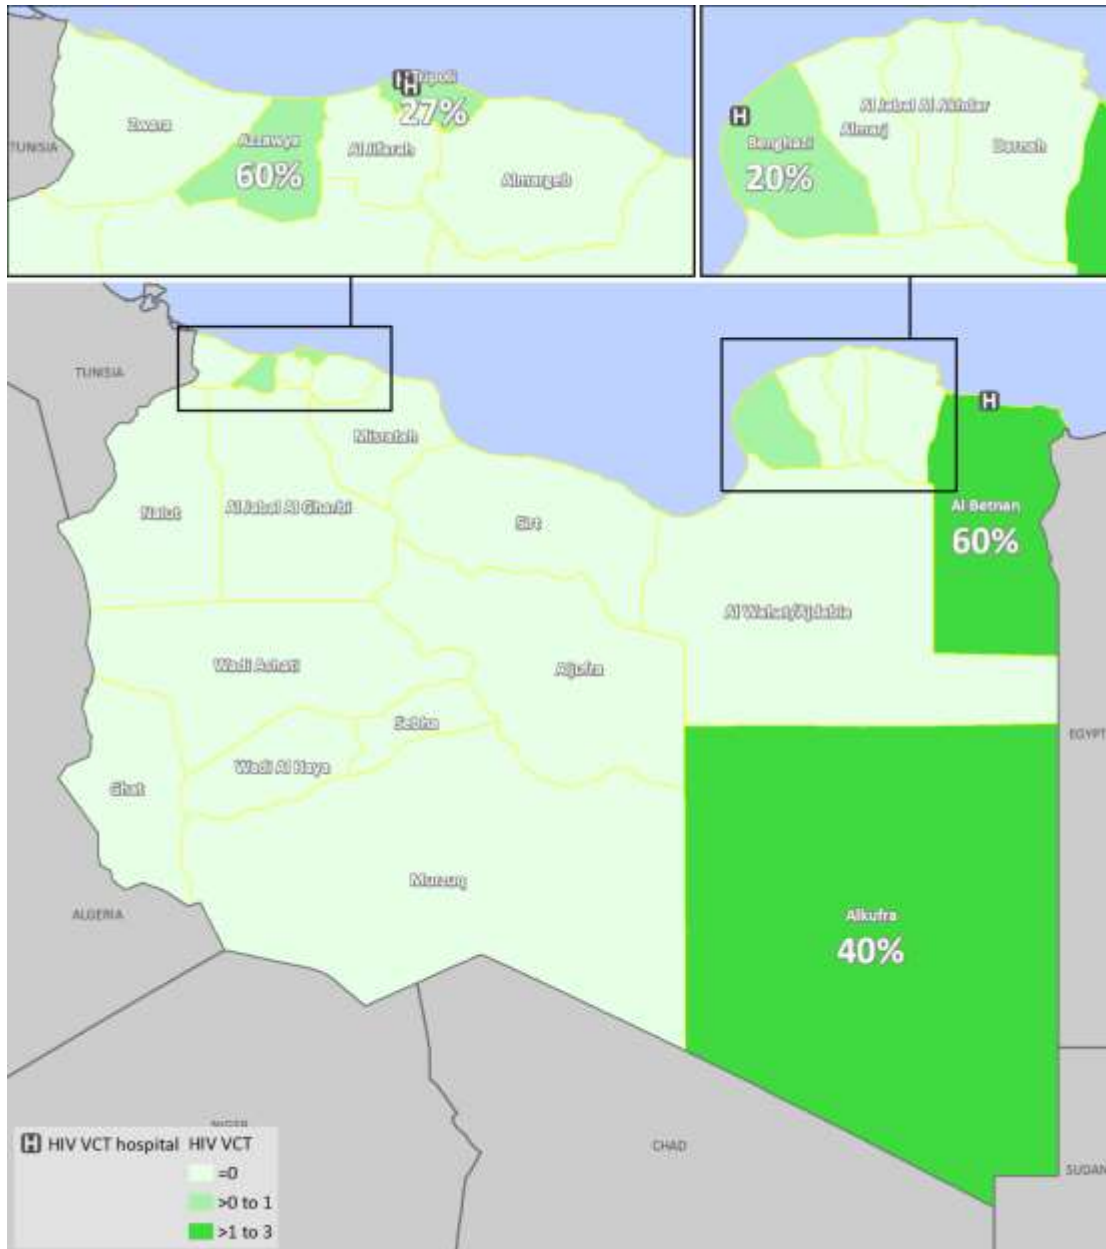 Tripoli
27%
Zwara
Azzawya
60%
Al Jifarah
Almargeb
TUNISIA
Al Jabal Al Akhdar
Almarj
Benghazi
20%
Darnah
TUNISIA
Misratah
Nalut
Al Jabal Al Gharbi
Sirt
Al Betnan
60%
Al Wahat/Ajdabia
Wadi Ashati
Aljufra
Sebha
Wadi Al Haya
Ghat
EGYPT
Murzuq
Alkufra
40%
ALGERIA
NIGER
CHAD
SUDAN
H HIV VCT hospital HIV VCT
=0
>0 to 1
>1 to 3